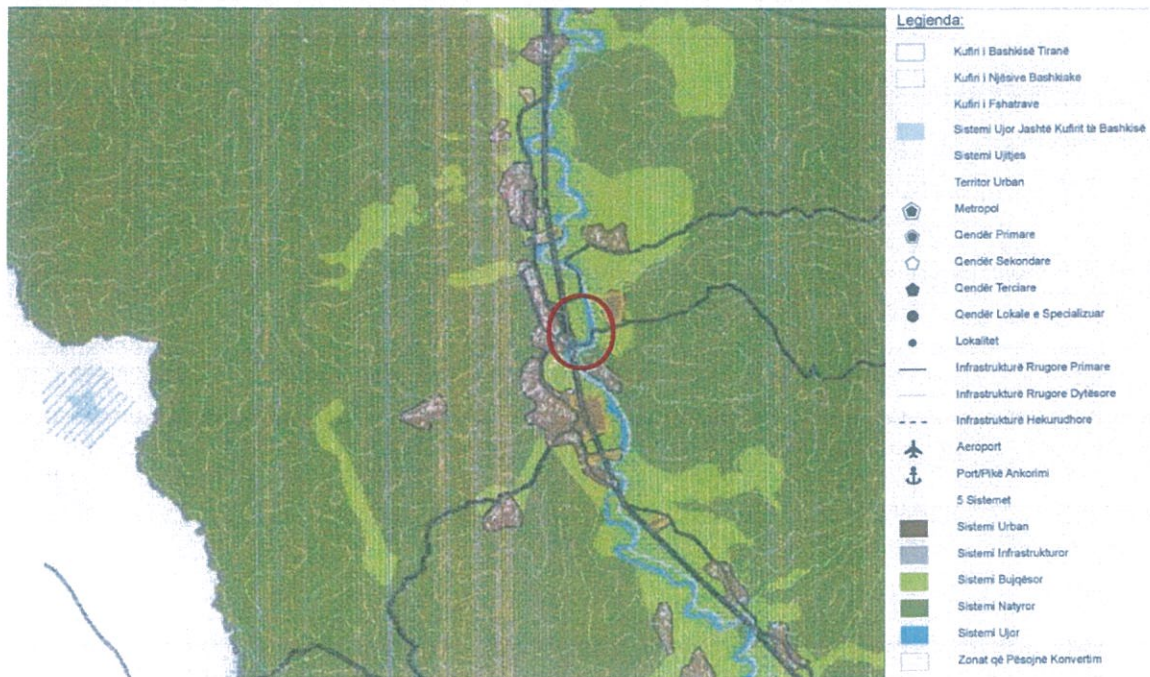 Legjenda:
Kufiri i Bashkisë Tiranë
Kufiri i Njësive Bashkiake
Kufiri i Fshatrave
Sistemi Ujor Jashtë Kufirit të Bashkisë
Sistemi Ujitjes
Territor Urban
Metropol
Qendër Primare
Qendër Sekondare
Qendër Terciare
Qendër Lokale e Specializuar
Lokalitet
Infrastrukturë Rrugore Primare
Infrastrukturë Rrugore Dytësore
Infrastrukturë Hekurudhore
Aeroport
Port/Pikë Ankorimi
5 Sistemet
Sistemi Urban
Sistemi Infrastrukturor
Sistemi Bujqësor
Sistemi Natyror
Sistemi Ujor
Zonat që Pësojnë Konvertim